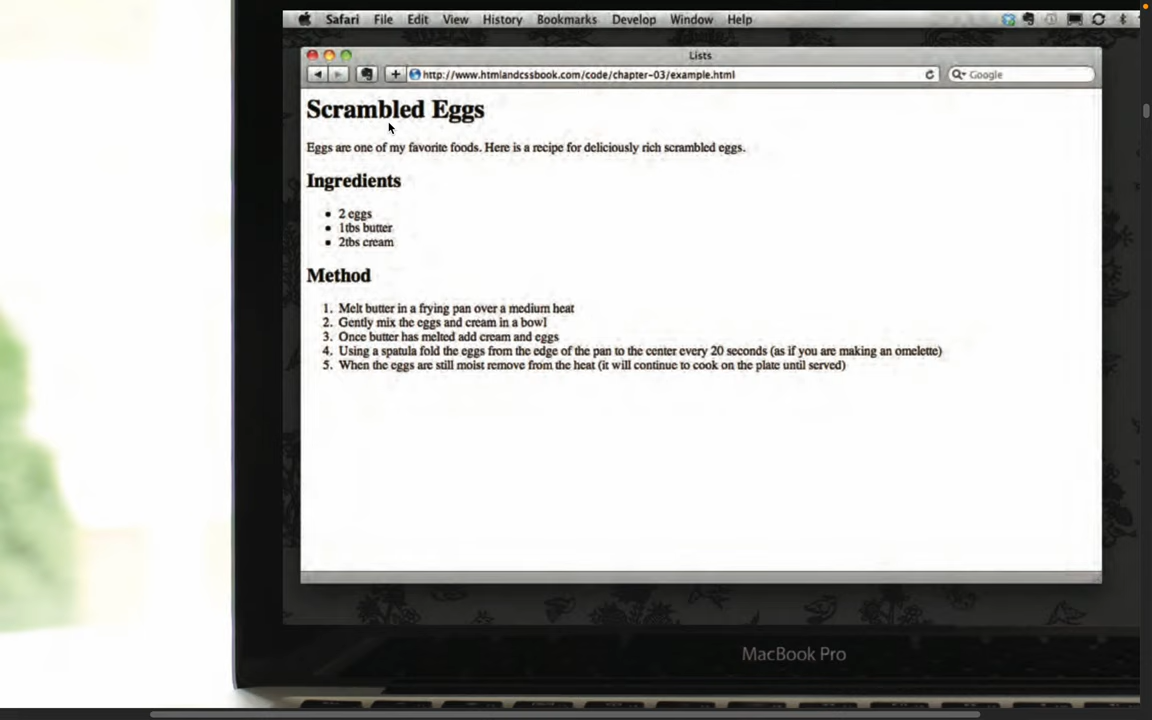 Safari File Edit View History Bookmarks Develop Window Help
Lists
http://www.htmlandcssbook.com/code/chapter-03/example.html
Google
Scrambled Eggs
Eggs are one of my favorite foods. Here is a recipe for deliciously rich scrambled eggs.
Ingredients
• 2 eggs
• 1tbs butter
• 2tbs cream
Method
1. Melt butter in a frying pan over a medium heat
2. Gently mix the eggs and cream in a bowl
3. Once butter has melted add cream and eggs
4. Using a spatula fold the eggs from the edge of the pan to the center every 20 seconds (as if you are making an omelette)
5. When the eggs are still moist remove from the heat (it will continue to cook on the plate until served)
MacBook Pro